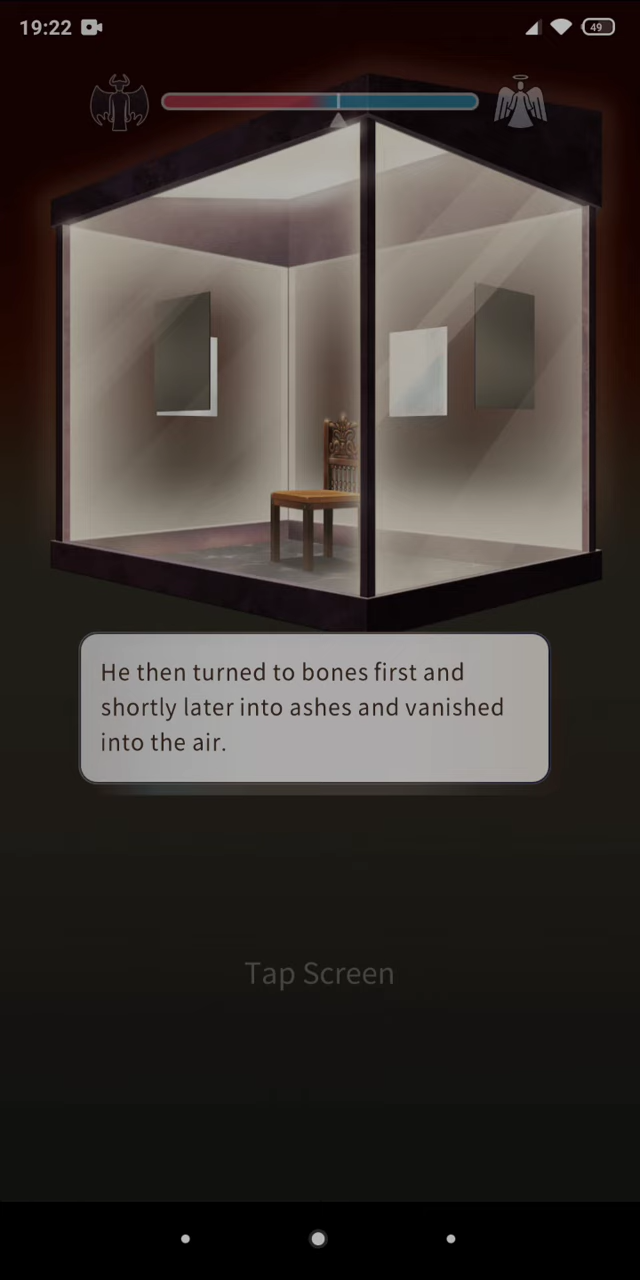 19:22
49
He then turned to bones first and
shortly later into ashes and vanished
into the air.
Tap Screen